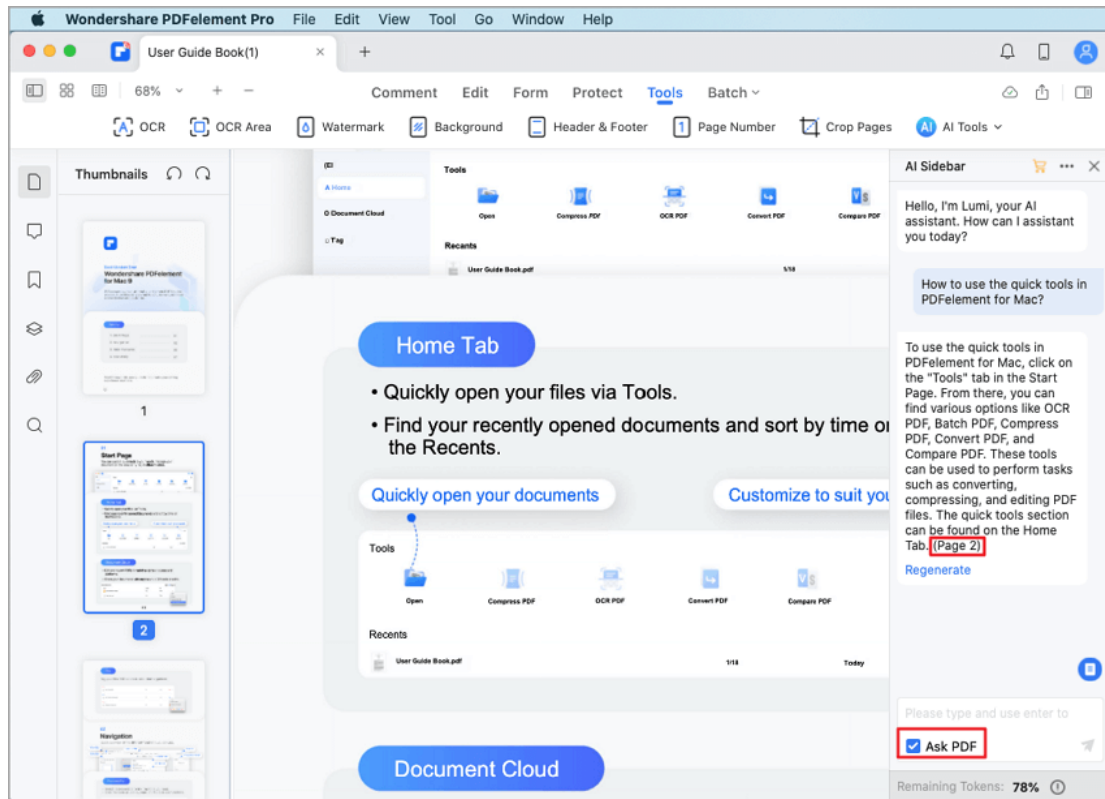 Wondershare PDFelement Pro File Edit View Tool Go Window Help
User Guide Book(1)
68%
Comment Edit Form Protect Tools Batch
OCR OCR Area Watermark Background Header & Footer Page Number Crop Pages AI Tools
Thumbnails
1
Start Page
2
Navigation
A Home
Document Cloud
Tag
Tools
Open Compress PDF OCR PDF Convert PDF Compare PDF
Recents
User Guide Book.pdf 1/18
Home Tab
• Quickly open your files via Tools.
• Find your recently opened documents and sort by time or
the Recents.
Quickly open your documents
Customize to suit you
Tools
Open Compress PDF OCR PDF Convert PDF Compare PDF
Recents
User Guide Book.pdf 1/18 Today
Document Cloud
AI Sidebar
Hello, I'm Lumi, your AI
assistant. How can I assistant
you today?
How to use the quick tools in
PDFelement for Mac?
To use the quick tools in
PDFelement for Mac, click on
the "Tools" tab in the Start
Page. From there, you can
find various options like OCR
PDF, Batch PDF, Compress
PDF, Convert PDF, and
Compare PDF. These tools
can be used to perform tasks
such as converting,
compressing, and editing PDF
files. The quick tools section
can be found on the Home
Tab. (Page 2)
Regenerate
Please type and use enter to
Ask PDF
Remaining Tokens: 78%